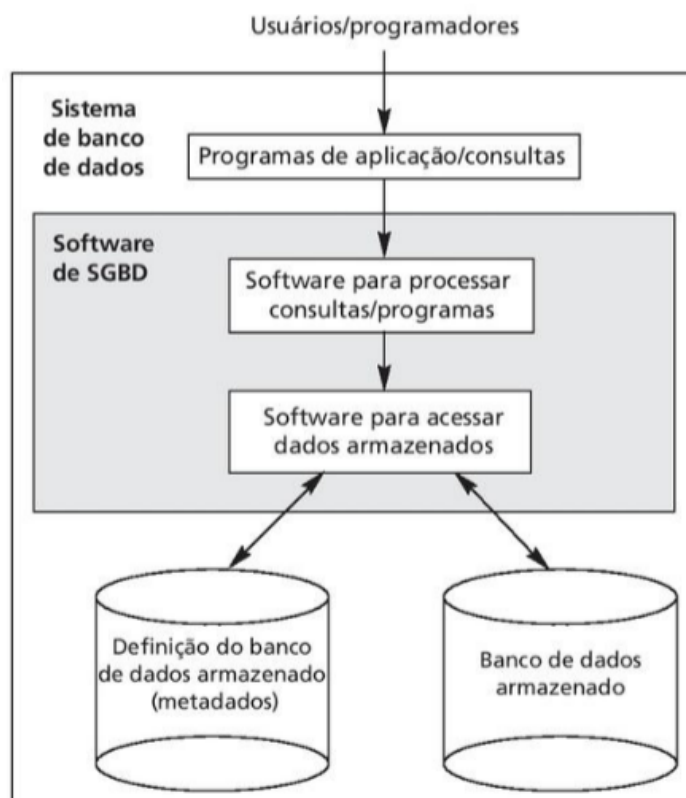 Usuários/programadores
Sistema
de banco
de dados
Programas de aplicação/consultas
Software
de SGBD
Software para processar
consultas/programas
Software para acessar
dados armazenados
Definição do banco
de dados armazenado
(metadados)
Banco de dados
armazenado